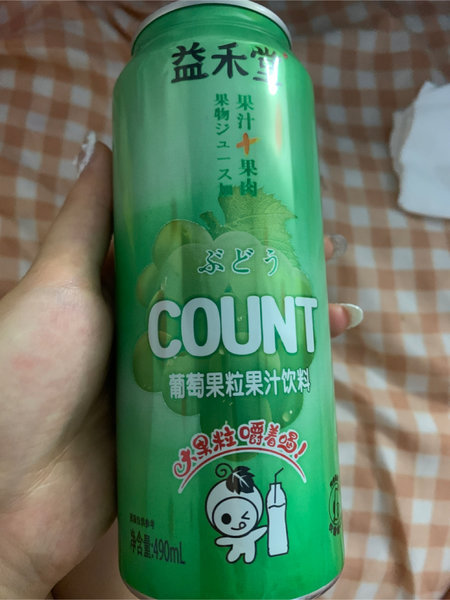 益禾堂
果汁+果肉
果物ジュース
ぶどう
COUNT
葡萄果粒果汁饮料
水果粒嚼着喝!
净含量:490mL